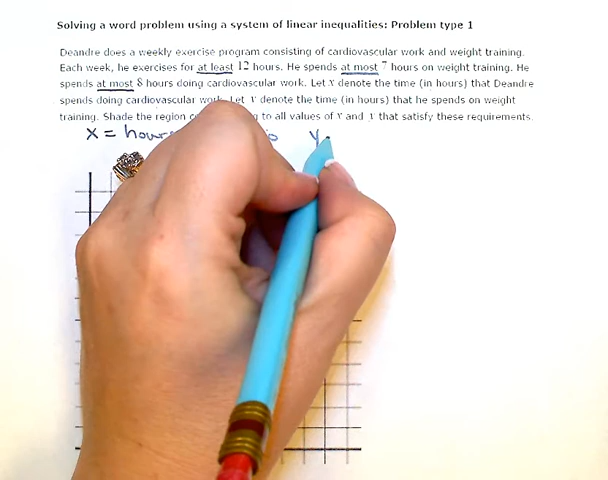 Solving a word problem using a system of linear inequalities: Problem type 1
Deandre does a weekly exercise program consisting of cardiovascular work and weight training.
Each week, he exercises for at least 12 hours. He spends at most 7 hours on weight training. He
spends at most 8 hours doing cardiovascular work. Let x denote the time (in hours) that Deandre
spends doing cardiovascular work. Let y denote the time (in hours) that he spends on weight
training. Shade the region to all values of x and y that satisfy these requirements.
x = hours y